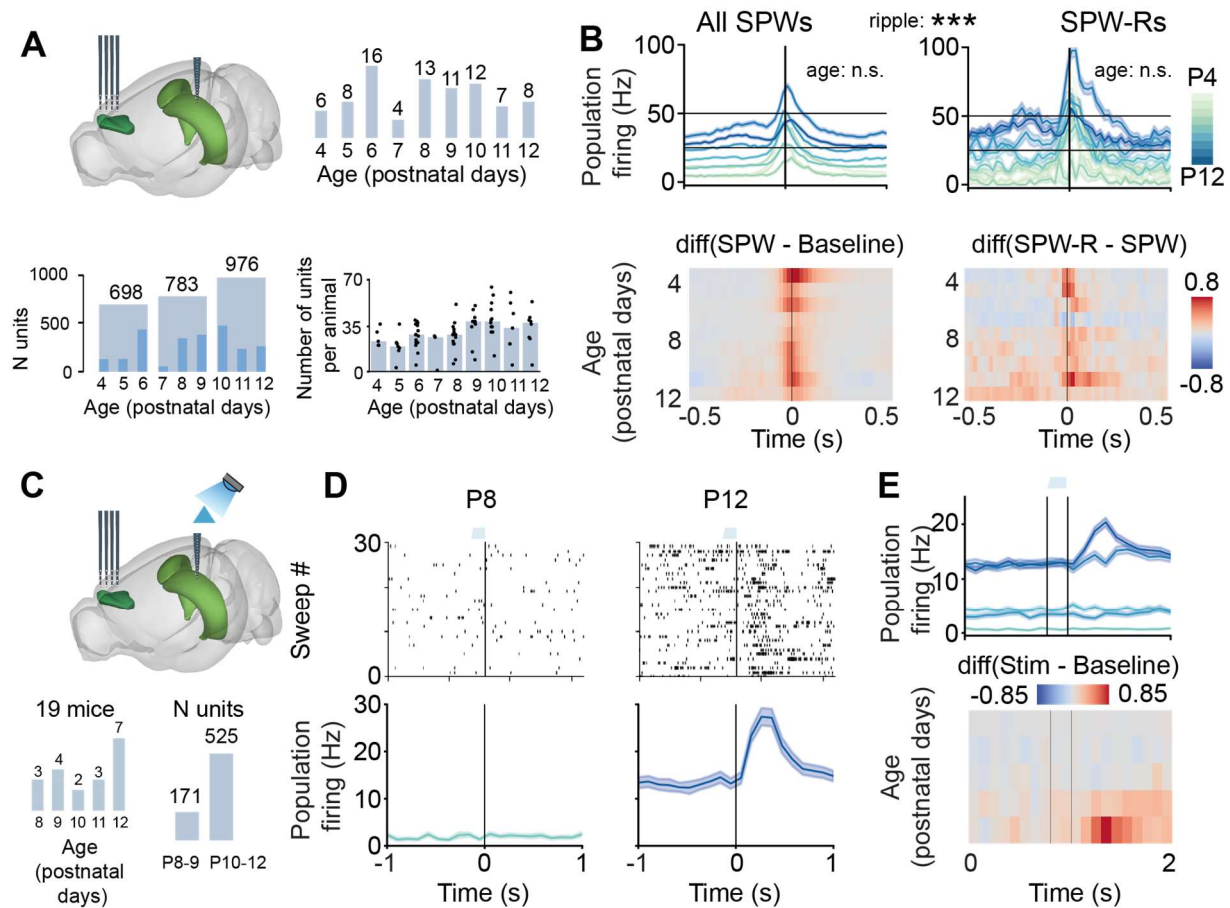 A
6 8 16 4 13 11 12 7 8
4 5 6 7 8 9 10 11 12
Age (postnatal days)
1000
500
0
N units
698 783 976
4 5 6 7 8 9 10 11 12
Age (postnatal days)
70
35
0
Number of units
per animal
4 5 6 7 8 9 10 11 12
Age (postnatal days)
B
All SPWs
ripple: ***
SPW-Rs
100
50
0
Population
firing (Hz)
age: n.s.
100
50
0
age: n.s.
P4
P12
diff(SPW - Baseline)
diff(SPW-R - SPW)
4
8
12
Age
(postnatal days)
-0.5 0 0.5
Time (s)
4
8
12
-0.5 0 0.5
Time (s)
0.8
-0.8
C
19 mice
3 4 2 3 7
8 9 10 11 12
Age
(postnatal
days)
N units
171 525
P8-9 P10-12
D
P8
P12
30
0
Sweep #
30
0
30
20
10
0
Population
firing (Hz)
-1 0 1
Time (s)
30
20
10
0
-1 0 1
Time (s)
E
20
10
0
Population
firing (Hz)
diff(Stim - Baseline)
-0.85 0.85
Age
(postnatal days)
0 2
Time (s)